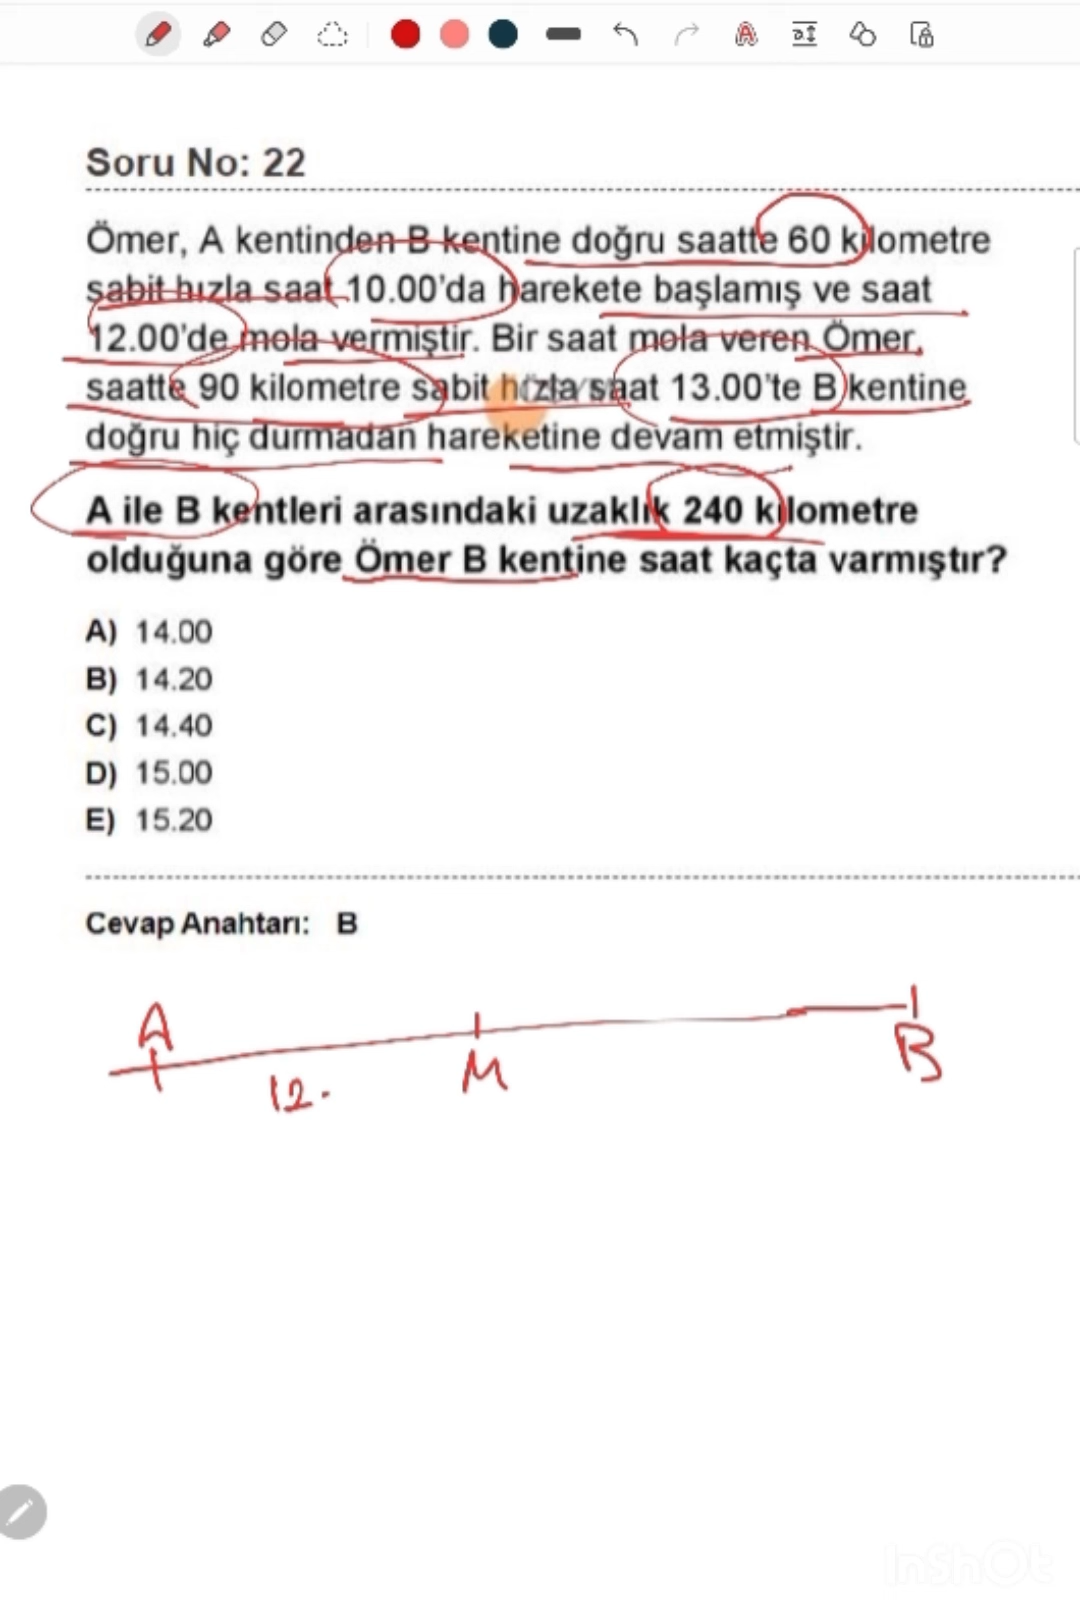 Soru No: 22
Ömer, A kentinden B kentine doğru saatte 60 kilometre
sabit hızla saat 10.00'da harekete başlamış ve saat
12.00'de mola vermiştir. Bir saat mola veren Ömer,
saatte 90 kilometre sabit hızla saat 13.00'te B kentine
doğru hiç durmadan hareketine devam etmiştir.
A ile B kentleri arasındaki uzaklık 240 kilometre
olduğuna göre Ömer B kentine saat kaçta varmıştır?
A) 14.00
B) 14.20
C) 14.40
D) 15.00
E) 15.20
Cevap Anahtarı: B
A
12.
M
B
InShOt